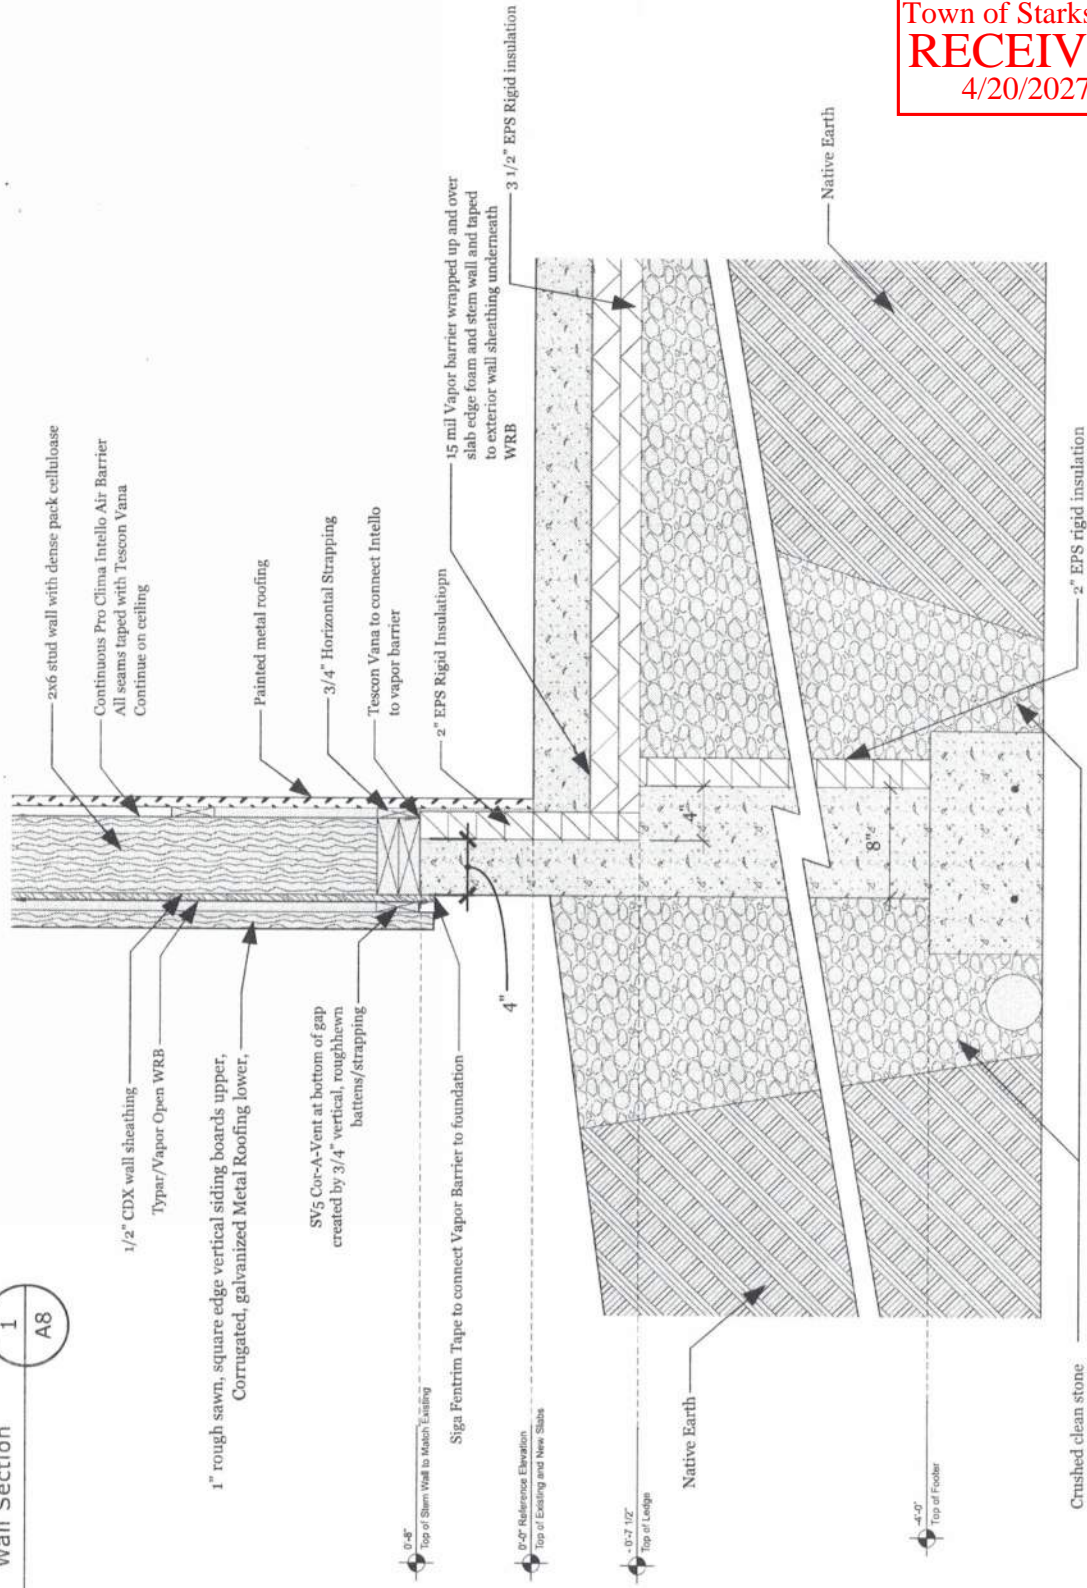 Town of Starks
RECEIV
4/20/2027
Wall Section
1
A8
2x6 stud wall with dense pack celluloase
Continuous Pro Clima Intello Air Barrier
All seams taped with Tescon Vana
Continue on ceiling
Painted metal roofing
3/4" Horizontal Strapping
Tescon Vana to connect Intello
to vapor barrier
2" EPS Rigid Insulatiopn
15 mil Vapor barrier wrapped up and over
slab edge foam and stem wall and taped
to exterior wall sheathing underneath
WRB
3 1/2" EPS Rigid insulation
Native Earth
1/2" CDX wall sheathing
Typar/Vapor Open WRB
1" rough sawn, square edge vertical siding boards upper,
Corrugated, galvanized Metal Roofing lower,
SV5 Cor-A-Vent at bottom of gap
created by 3/4" vertical, roughhewn
battens/strapping
Siga Fentrim Tape to connect Vapor Barrier to foundation
4"
4"
8"
0'-8"
Top of Stem Wall to Match Existing
0'-0" Reference Elevation
Top of Existing and New Slabs
- 0'-7 1/2"
Top of Ledge
Native Earth
-4'-0"
Top of Footer
Crushed clean stone
2" EPS rigid insulation